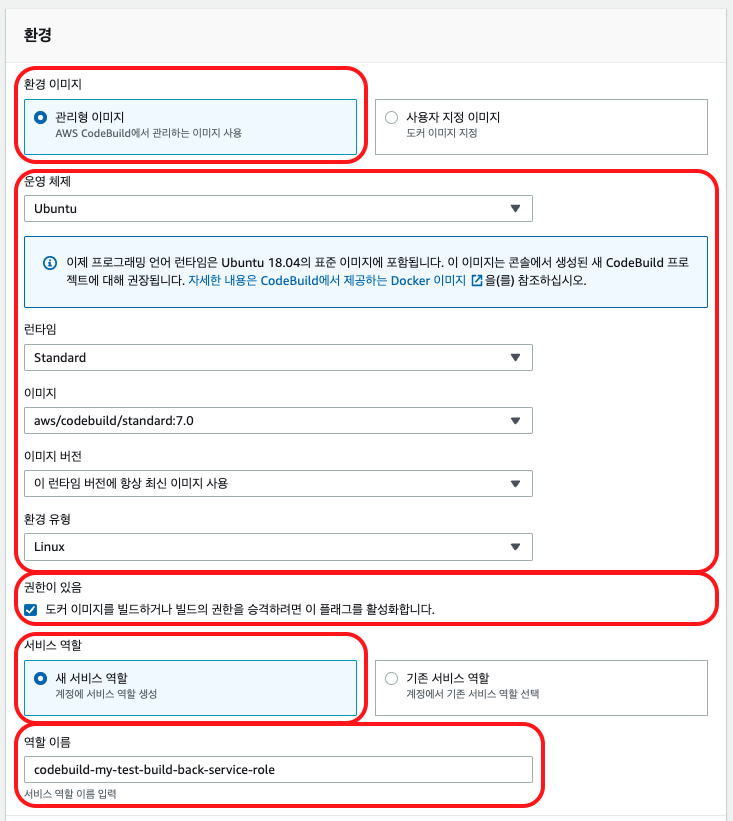 환경
환경 이미지
관리형 이미지
AWS CodeBuild에서 관리하는 이미지 사용
사용자 지정 이미지
도커 이미지 지정
운영 체제
Ubuntu
이제 프로그래밍 언어 런타임은 Ubuntu 18.04의 표준 이미지에 포함됩니다. 이 이미지는 콘솔에서 생성된 새 CodeBuild 프로
젝트에 대해 권장됩니다. 자세한 내용은 CodeBuild에서 제공하는 Docker 이미지 을(를) 참조하십시오.
런타임
Standard
이미지
aws/codebuild/standard:7.0
이미지 버전
이 런타임 버전에 항상 최신 이미지 사용
환경 유형
Linux
권한이 있음
도커 이미지를 빌드하거나 빌드의 권한을 승격하려면 이 플래그를 활성화합니다.
서비스 역할
새 서비스 역할
계정에 서비스 역할 생성
기존 서비스 역할
계정에서 기존 서비스 역할 선택
역할 이름
codebuild-my-test-build-back-service-role
서비스 역할 이름 입력